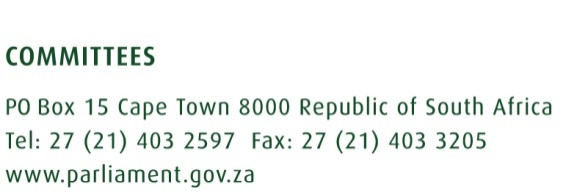 COMMITTEES
PO Box 15 Cape Town 8000 Republic of South Africa
Tel: 27 (21) 403 2597 Fax: 27 (21) 403 3205
www.parliament.gov.za